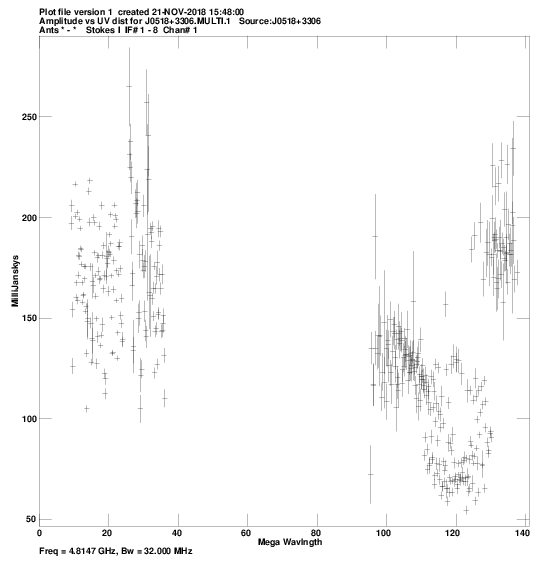 Plot file version 1 created 21-NOV-2018 15:48:00
Amplitude vs UV dist for J0518+3306.MULTI.1 Source:J0518+3306
Ants * - * Stokes I IF# 1 - 8 Chan# 1
250
200
150
100
50
MilliJanskys
0 20 40 60 80 100 120 140
Mega Wavlngth
Freq = 4.8147 GHz, Bw = 32.000 MHz